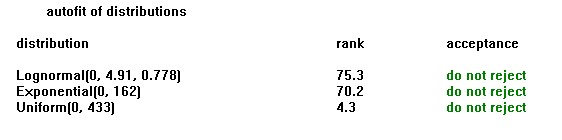 autofit of distributions
distribution rank acceptance
Lognormal(0, 4.91, 0.778) 75.3 do not reject
Exponential(0, 162) 70.2 do not reject
Uniform(0, 433) 4.3 do not reject